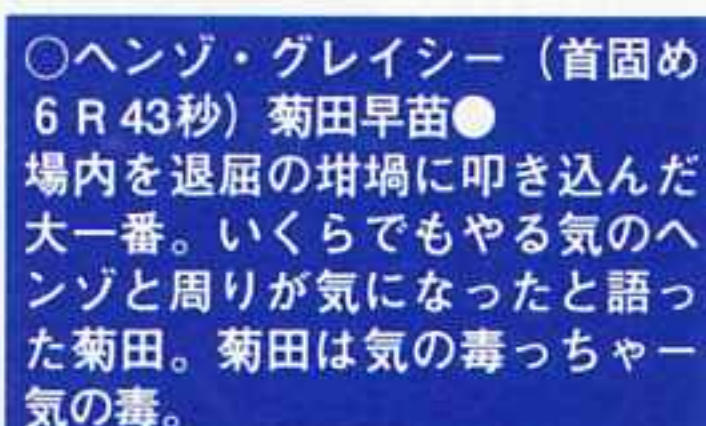 ○ヘンゾ・グレイシー（首固め
6 R 43秒）菊田早苗●
場内を退屈の坩堝に叩き込んだ
大一番。いくらでもやる気のヘ
ンゾと周りが気になったと語っ
た菊田。菊田は気の毒っちゃー
気の毒。